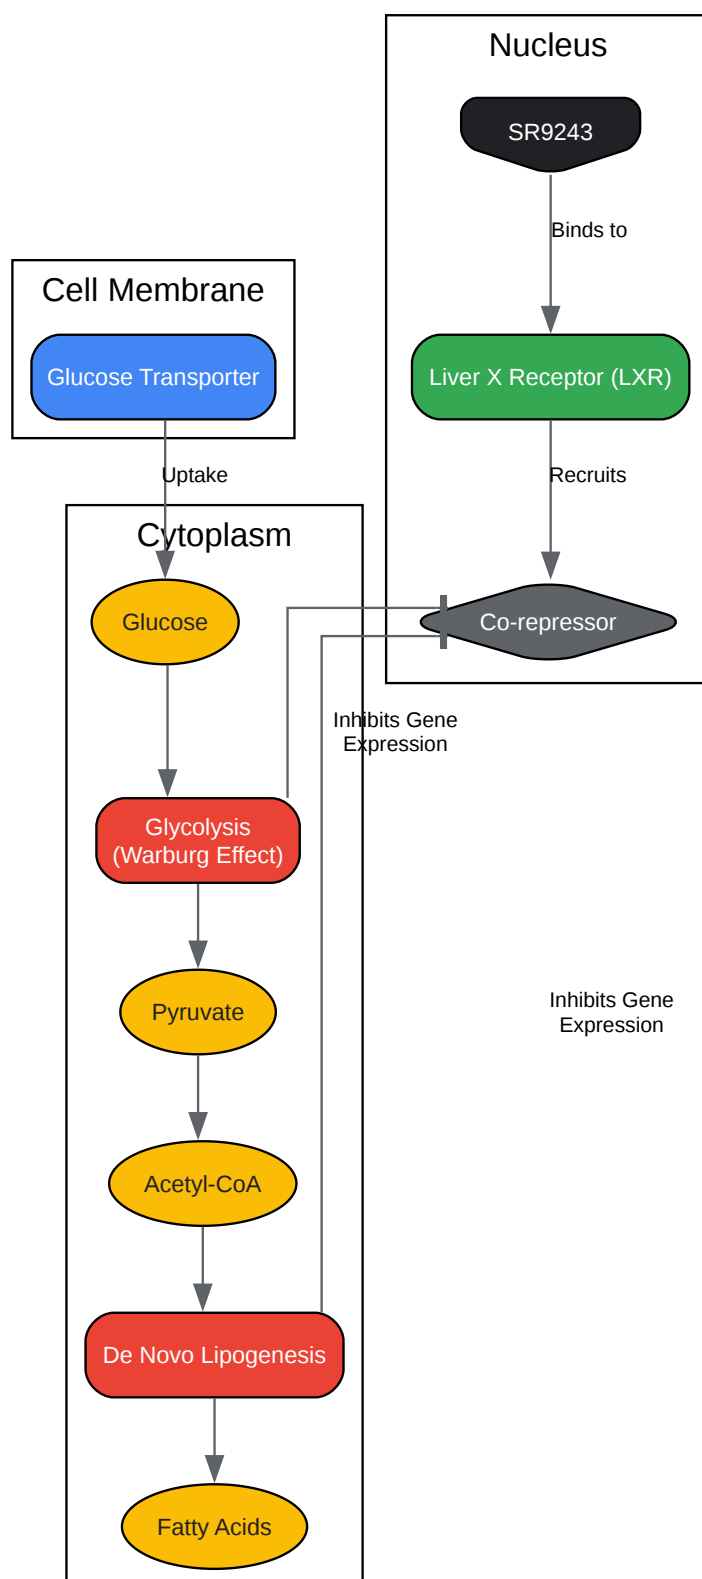 Nucleus
SR9243
Binds to
Cell Membrane
Glucose Transporter
Liver X Receptor (LXR)
Uptake
Recruits
Cytoplasm
Glucose
Co-repressor
Inhibits Gene
Expression
Glycolysis
(Warburg Effect)
Pyruvate
Inhibits Gene
Expression
Acetyl-CoA
De Novo Lipogenesis
Fatty Acids